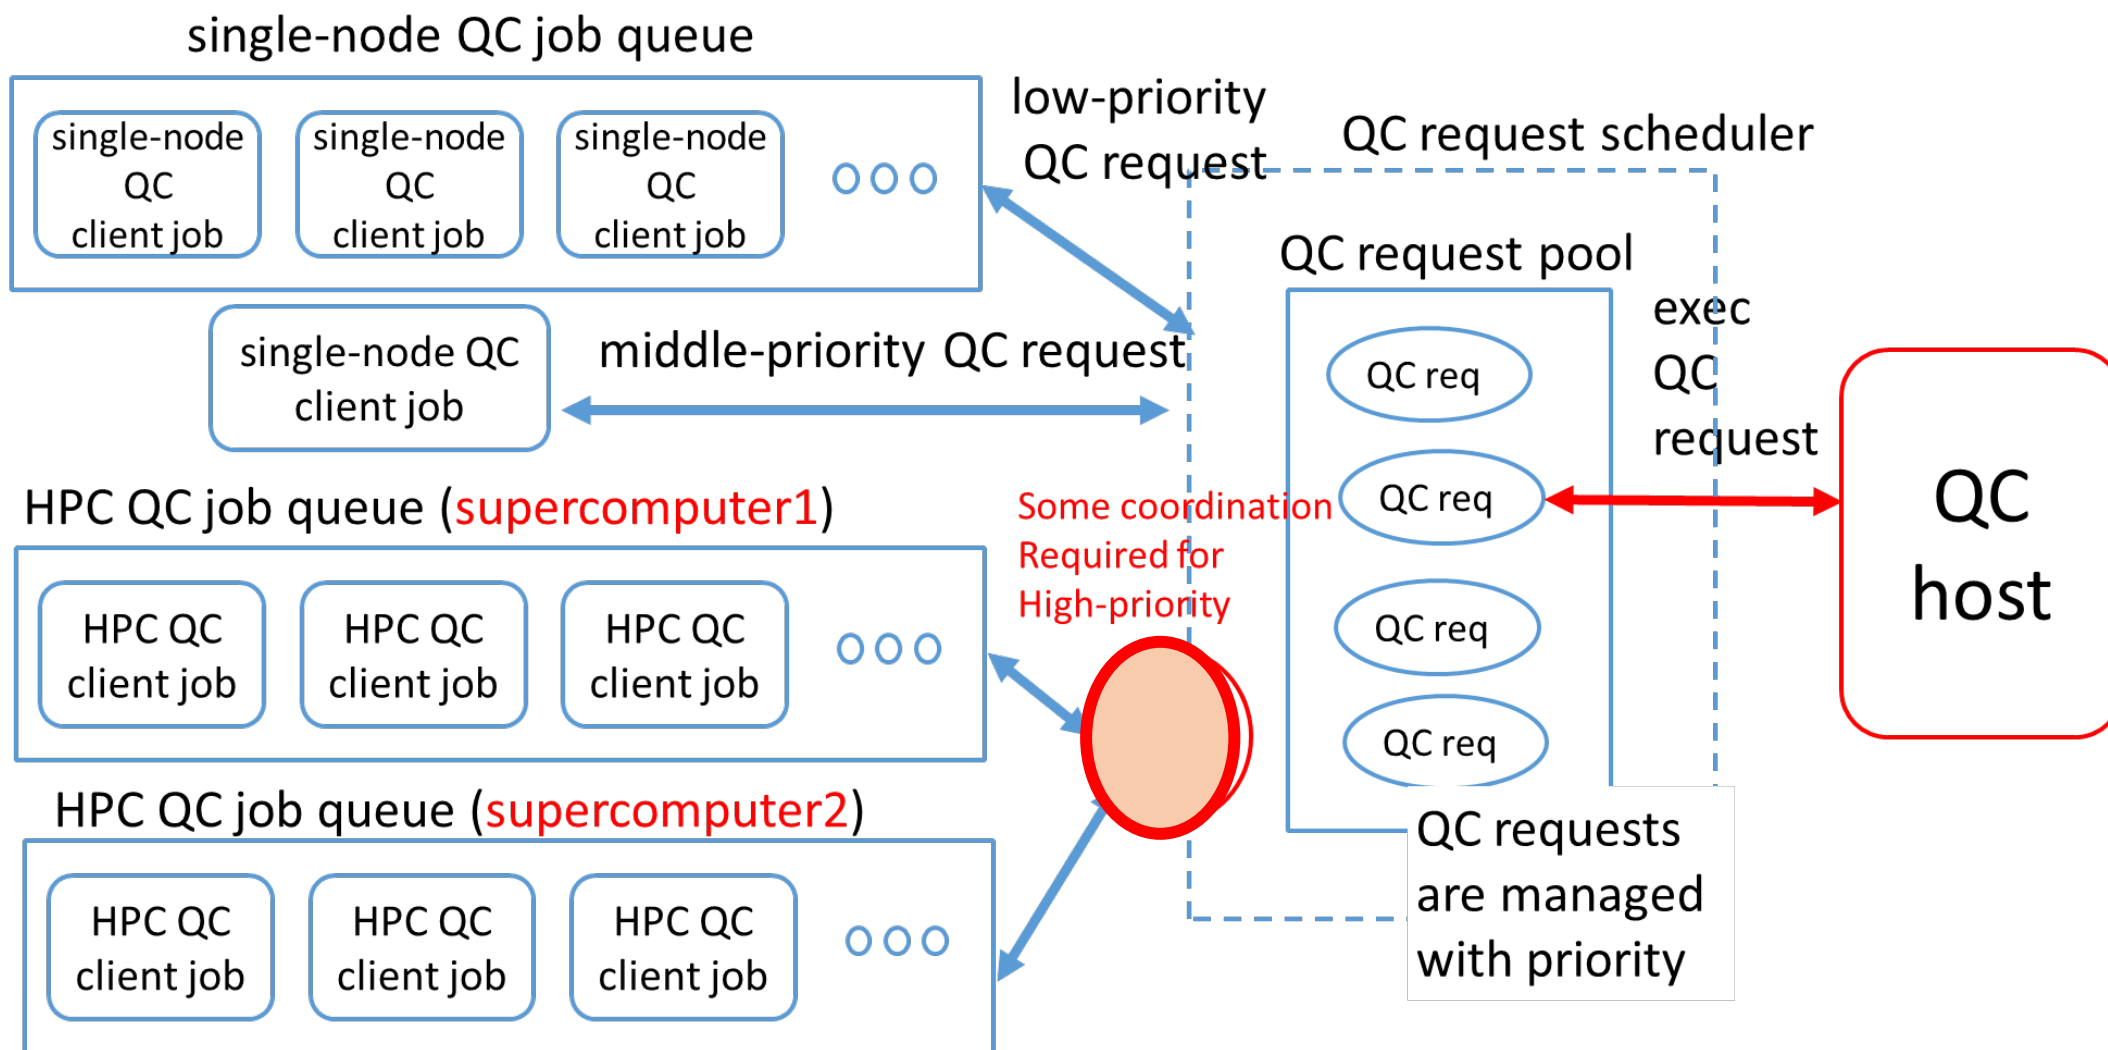 single-node QC job queue
single-node
QC
client job
single-node
QC
client job
single-node
QC
client job
low-priority
QC request
QC request scheduler
QC request pool
single-node QC
client job
middle-priority QC request
QC req
QC req
QC req
QC req
exec
QC
request
QC
host
HPC QC job queue (supercomputer1)
HPC QC
client job
HPC QC
client job
HPC QC
client job
Some coordination
Required for
High-priority
HPC QC job queue (supercomputer2)
HPC QC
client job
HPC QC
client job
HPC QC
client job
QC requests
are managed
with priority